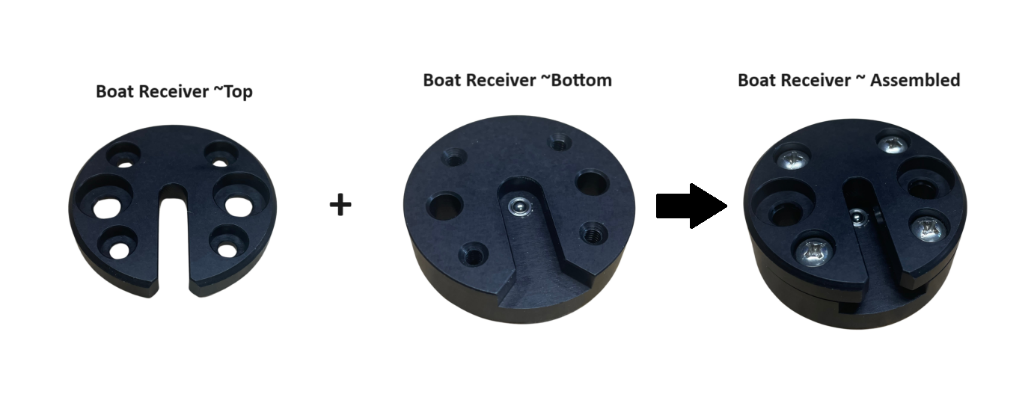 Boat Receiver ~Top
Boat Receiver ~Bottom
Boat Receiver ~ Assembled
+